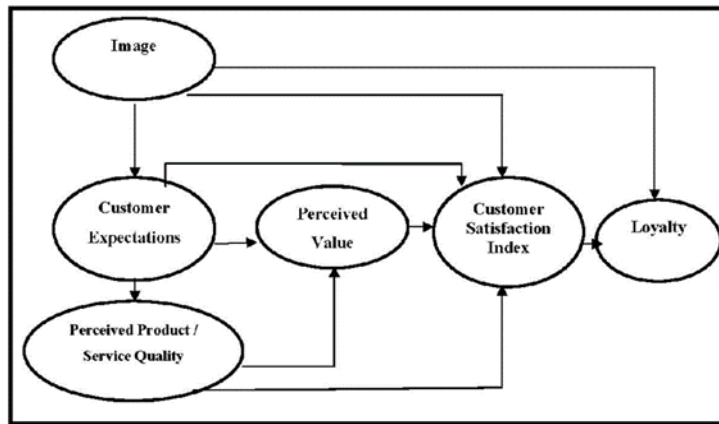 Image
Customer
Expectations
Perceived
Value
Customer
Satisfaction
Index
Loyalty
Perceived Product /
Service Quality